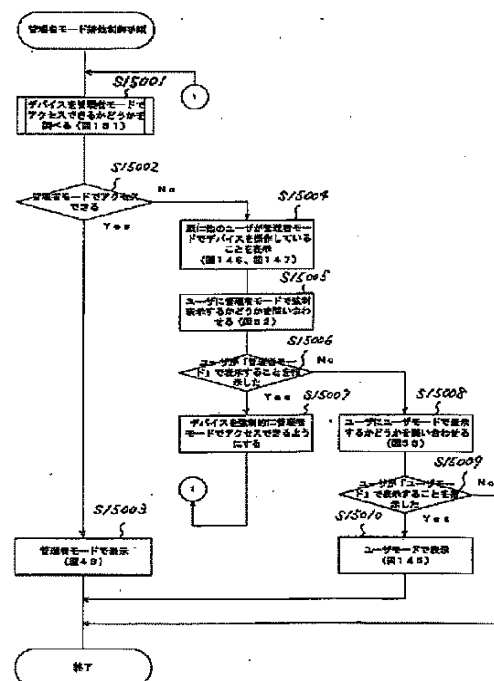 管理者モード排他制御手順
1
S15001
デバイスを管理者モードで
アクセスできるかどうかを
調べる(図151)
S15002
管理者モードでアクセス
できる
No
Yes
S15004
既に他のユーザが管理者モー
ドでデバイスを操作している
ことを表示
(図146、図147)
S15005
ユーザに管理者モードで強制
表示するかどうかを問い合わ
せる(図52)
S15006
ユーザが「管理者モー
ド」で表示することを指
示した
No
Yes
S15007
デバイスを強制的に管理者
モードでアクセスできるよう
にする
S15008
ユーザにユーザモードで表示
するかどうかを問い合わせる
S15009
ユーザが「ユーザモー
ド」で表示することを指
示した
No
Yes
S15003
管理者モードで表示
(図49)
S15010
ユーザモードで表示
終了